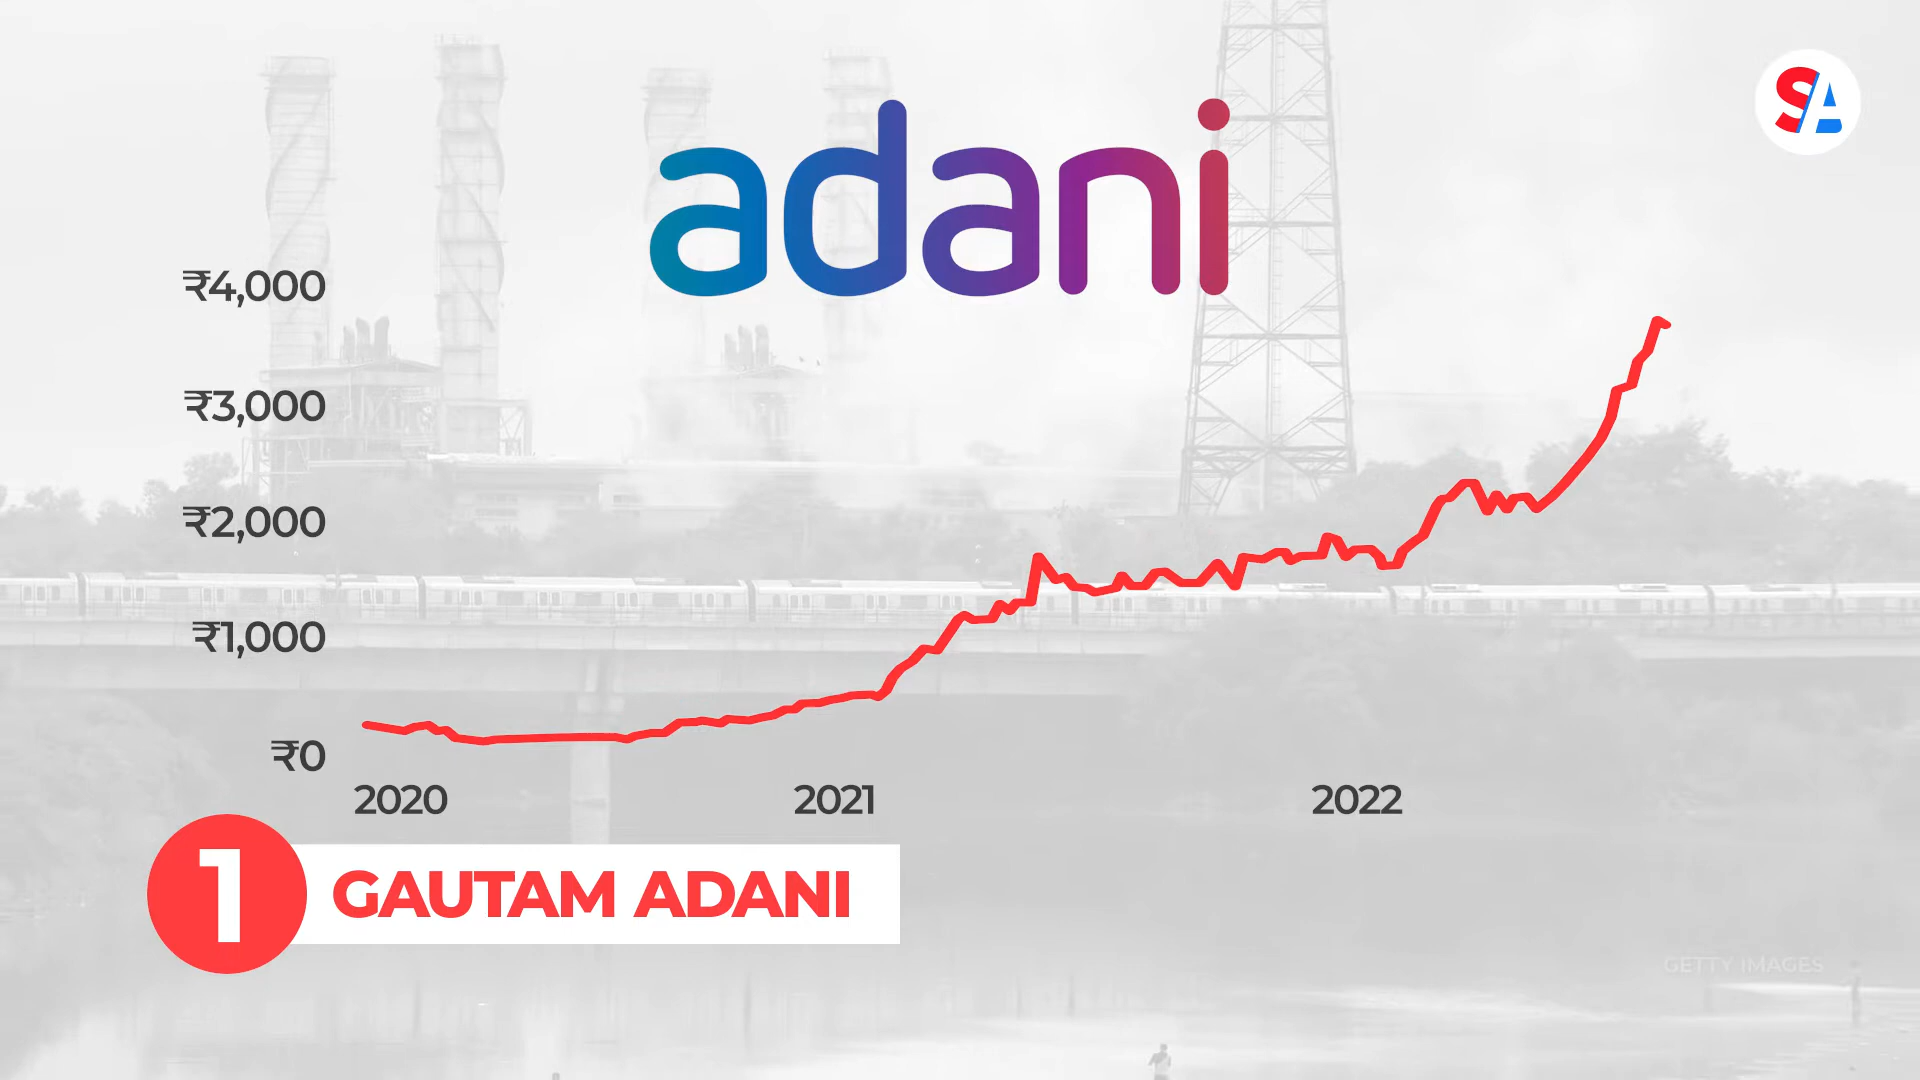 adani
SA
₹4,000
₹3,000
₹2,000
₹1,000
₹0
2020 2021 2022
1 GAUTAM ADANI
GETTY IMAGES